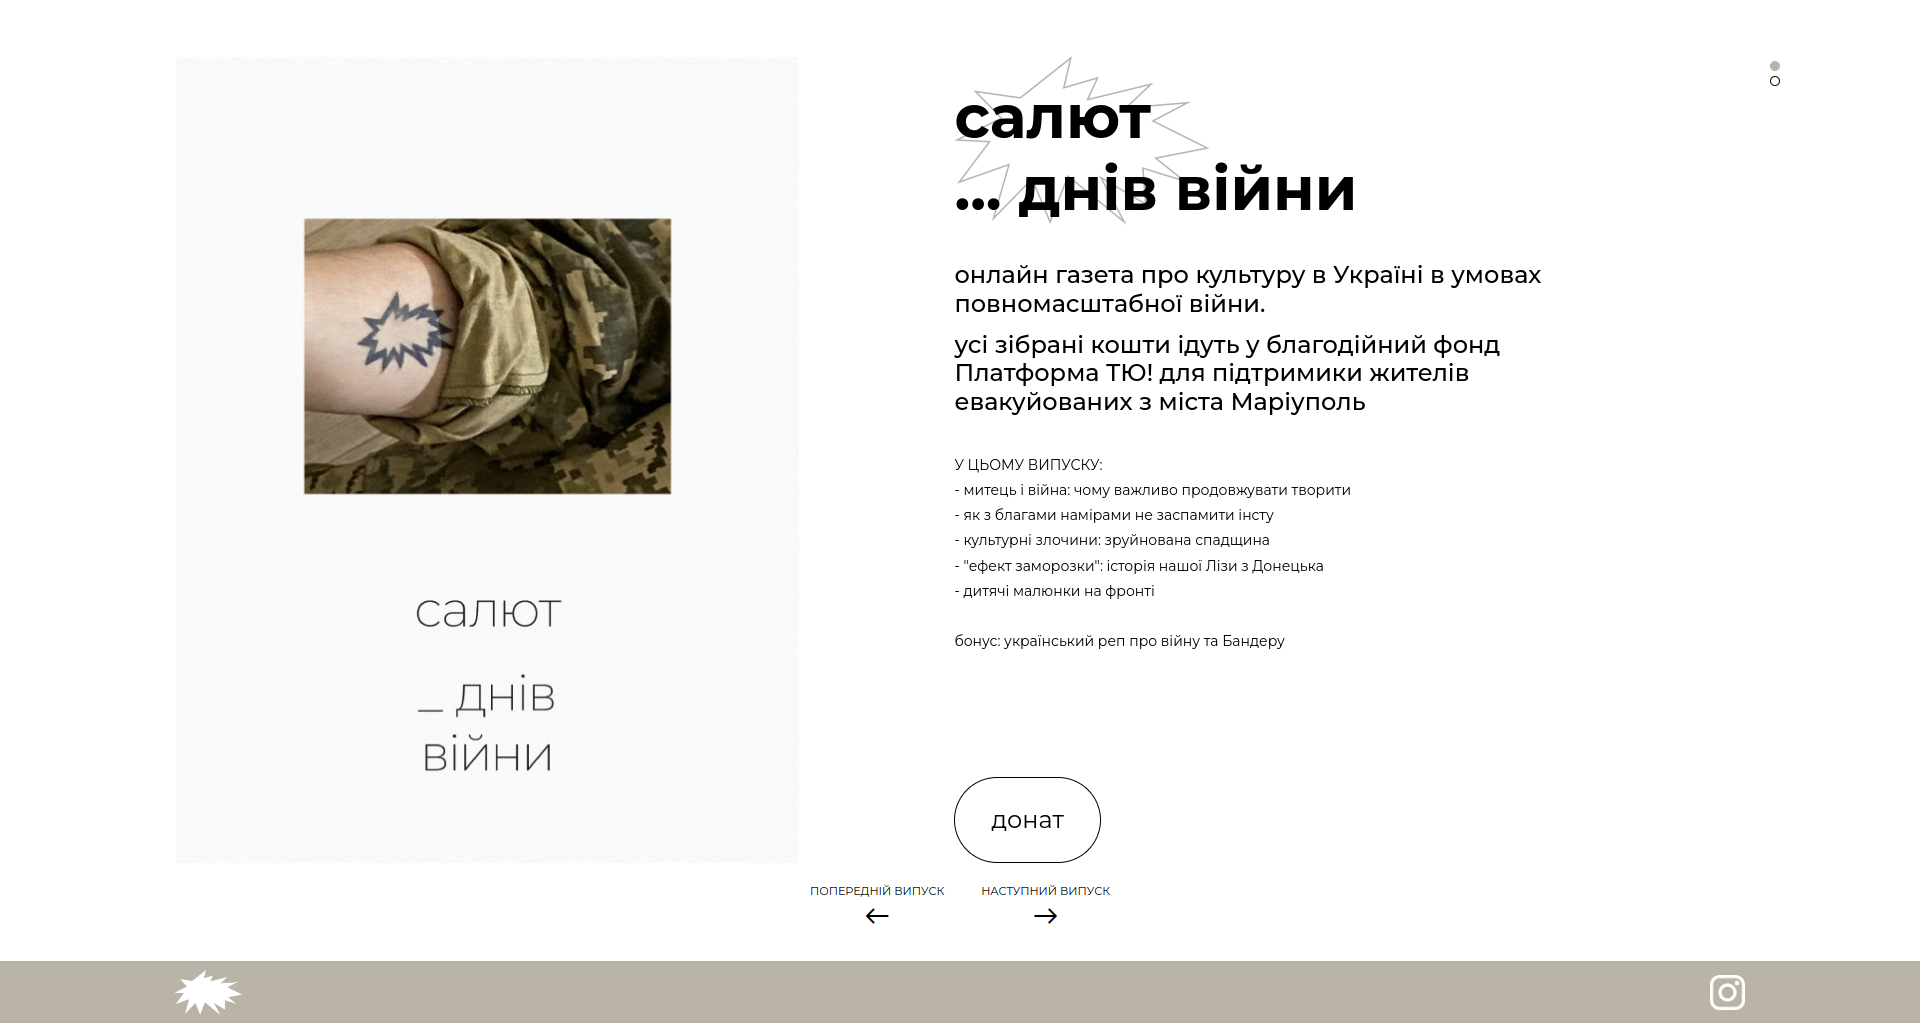 салют
_ днів
війни
салют
... днів війни
онлайн газета про культуру в Україні в умовах
повномасштабної війни.
усі зібрані кошти ідуть у благодійний фонд
Платформа ТЮ! для підтримики жителів
евакуйованих з міста Маріуполь
У ЦЬОМУ ВИПУСКУ:
- митець і війна: чому важливо продовжувати творити
- як з благами намірами не заспамити інсту
- культурні злочини: зруйнована спадщина
- "ефект заморозки": історія нашої Лізи з Донецька
- дитячі малюнки на фронті
бонус: український реп про війну та Бандеру
донат
ПОПЕРЕДНІЙ ВИПУСК
НАСТУПНИЙ ВИПУСК